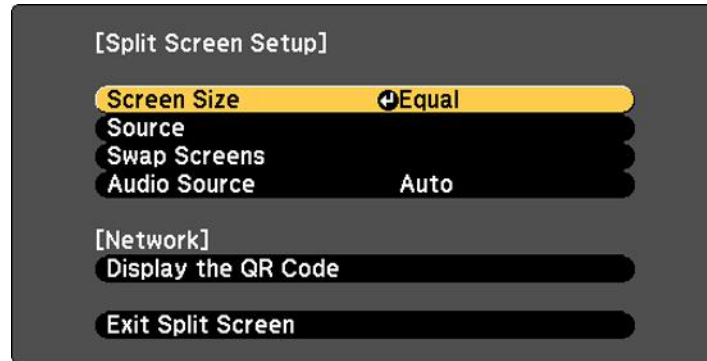 [Split Screen Setup]
Screen Size Equal
Source
Swap Screens
Audio Source Auto
[Network]
Display the QR Code
Exit Split Screen